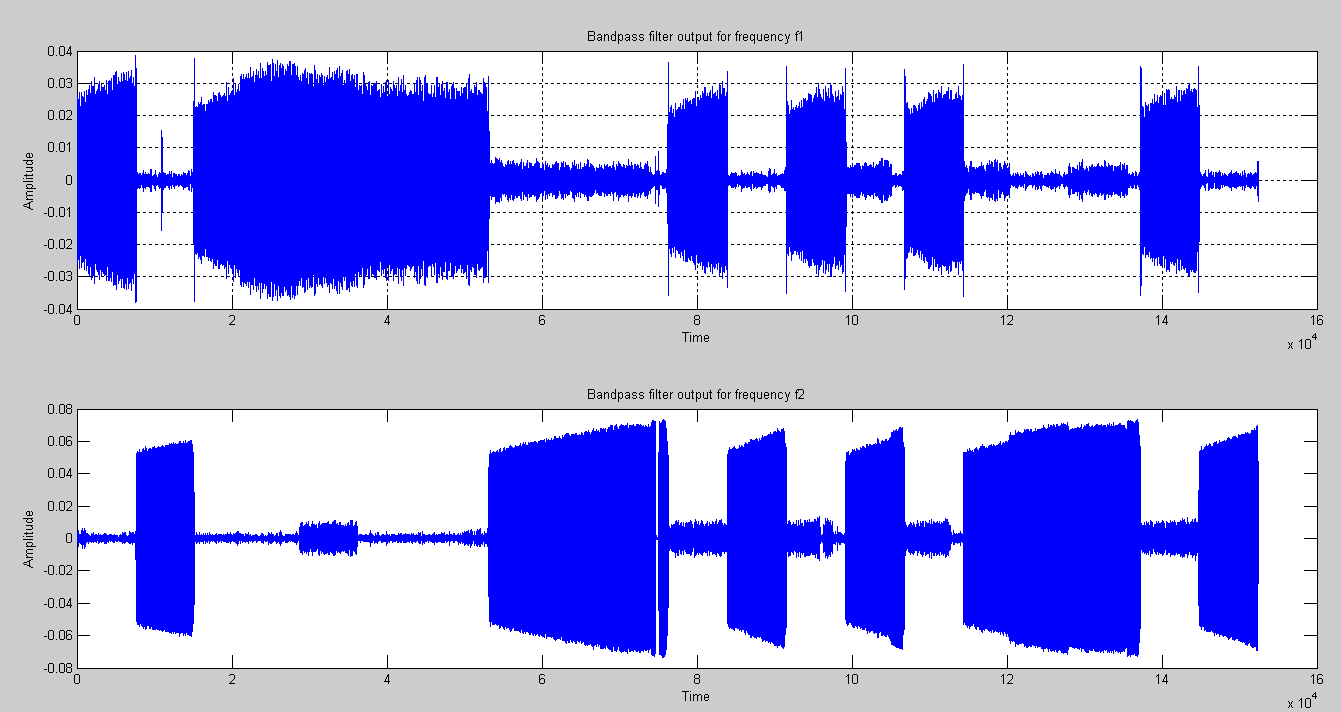 Bandpass filter output for frequency f1
0.04
0.03
0.02
0.01
0
-0.01
-0.02
-0.03
-0.04
Amplitude
0 2 4 6 8 10 12 14 16
Time
x 10^4
Bandpass filter output for frequency f2
0.08
0.06
0.04
0.02
0
-0.02
-0.04
-0.06
-0.08
Amplitude
0 2 4 6 8 10 12 14 16
Time
x 10^4